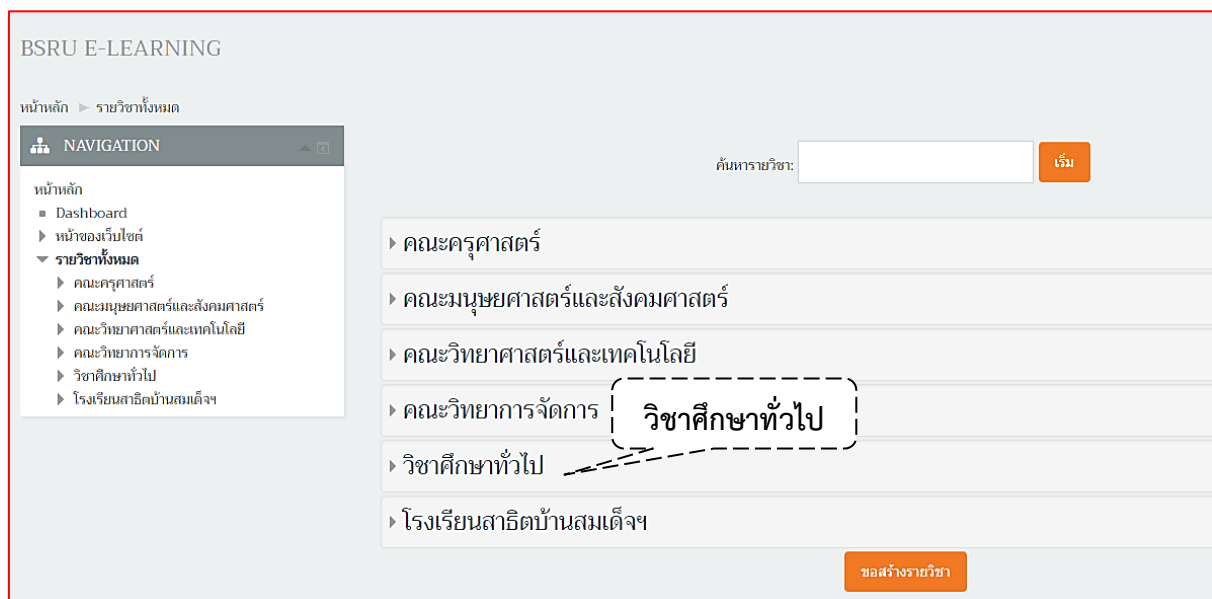 BSRU E-LEARNING
หน้าหลัก ► รายวิชาทั้งหมด
NAVIGATION
หน้าหลัก
Dashboard
หน้าของเว็บไซต์
รายวิชาทั้งหมด
คณะครุศาสตร์
คณะมนุษยศาสตร์และสังคมศาสตร์
คณะวิทยาศาสตร์และเทคโนโลยี
คณะวิทยาการจัดการ
วิชาศึกษาทั่วไป
โรงเรียนสาธิตบ้านสมเด็จฯ
ค้นหารายวิชา:
เริ่ม
คณะครุศาสตร์
คณะมนุษยศาสตร์และสังคมศาสตร์
คณะวิทยาศาสตร์และเทคโนโลยี
คณะวิทยาการจัดการ
วิชาศึกษาทั่วไป
วิชาศึกษาทั่วไป
โรงเรียนสาธิตบ้านสมเด็จฯ
ขอสร้างรายวิชา